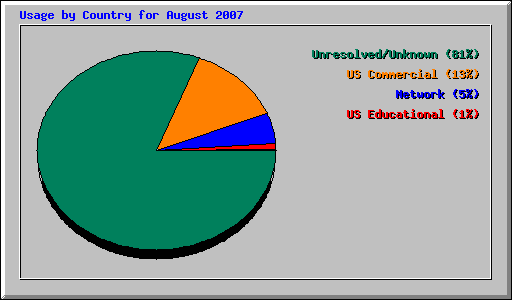 Usage by Country for August 2007
Unresolved/Unknown (81%)
US Commercial (13%)
Network (5%)
US Educational (1%)